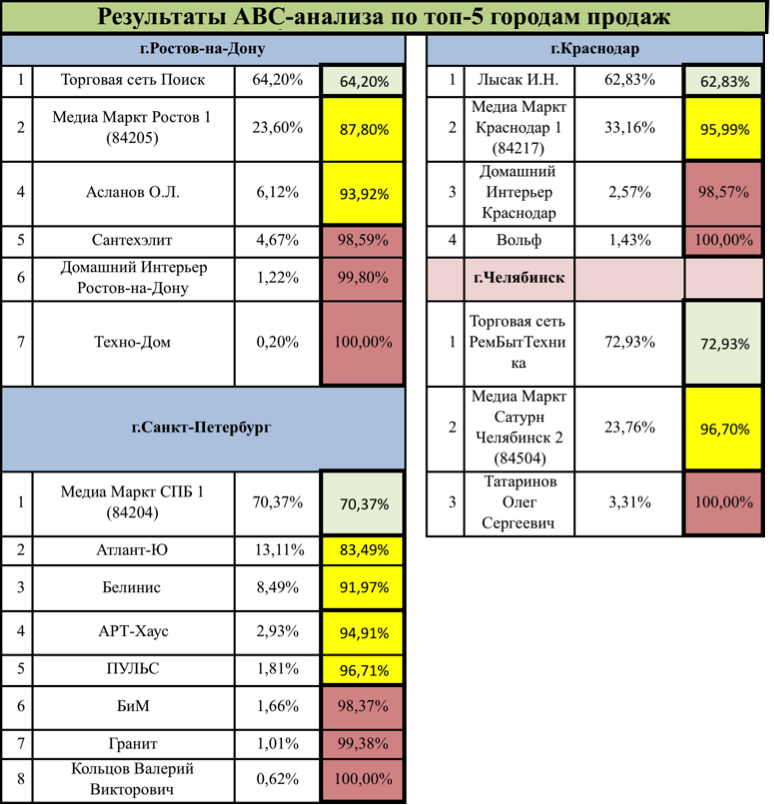 Результаты АВС-анализа по топ-5 городам продаж
г.Ростов-на-Дону
1 Торговая сеть Поиск 64,20% 64,20%
2 Медиа Маркт Ростов 1
(84205) 23,60% 87,80%
4 Асланов О.Л. 6,12% 93,92%
5 Сантехэлит 4,67% 98,59%
6 Домашний Интерьер
Ростов-на-Дону 1,22% 99,80%
7 Техно-Дом 0,20% 100,00%
г.Санкт-Петербург
1 Медиа Маркт СПБ 1
(84204) 70,37% 70,37%
2 Атлант-Ю 13,11% 83,49%
3 Белинис 8,49% 91,97%
4 АРТ-Хаус 2,93% 94,91%
5 ПУЛЬС 1,81% 96,71%
6 БиМ 1,66% 98,37%
7 Гранит 1,01% 99,38%
8 Кольцов Валерий
Викторович 0,62% 100,00%
г.Краснодар
1 Лысак И.Н. 62,83% 62,83%
Медиа Маркт
2 Краснодар 1 33,16% 95,99%
(84217)
Домашний
3 Интерьер 2,57% 98,57%
Краснодар
4 Вольф 1,43% 100,00%
г.Челябинск
Торговая сеть
1 РемБытТехни 72,93% 72,93%
ка
Медиа Маркт
Сатурн
2 Челябинск 2 23,76% 96,70%
(84504)
Татаринов
3 Олег 3,31% 100,00%
Сергеевич